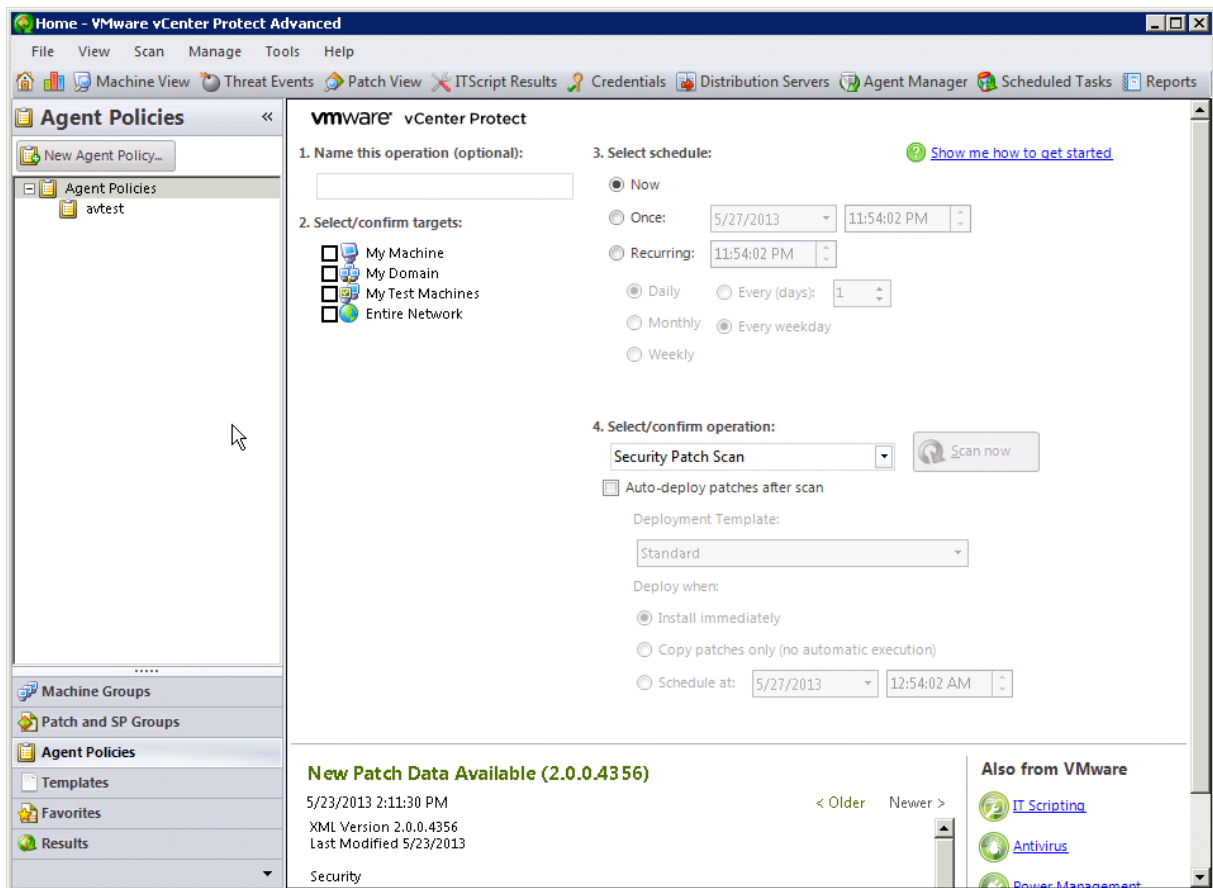 Home - VMware vCenter Protect Advanced
File View Scan Manage Tools Help
Machine View Threat Events Patch View ITScript Results Credentials Distribution Servers Agent Manager Scheduled Tasks Reports
Agent Policies «
New Agent Policy...
Agent Policies
avtest
Machine Groups
Patch and SP Groups
Agent Policies
Templates
Favorites
Results
vmware vCenter Protect
1. Name this operation (optional):
2. Select/confirm targets:
My Machine
My Domain
My Test Machines
Entire Network
3. Select schedule:
Show me how to get started
Now
Once: 5/27/2013 11:54:02 PM
Recurring: 11:54:02 PM
Daily Every (days): 1
Monthly Every weekday
Weekly
4. Select/confirm operation:
Security Patch Scan Scan now
Auto-deploy patches after scan
Deployment Template:
Standard
Deploy when:
Install immediately
Copy patches only (no automatic execution)
Schedule at: 5/27/2013 12:54:02 AM
New Patch Data Available (2.0.0.4356)
5/23/2013 2:11:30 PM < Older Newer >
XML Version 2.0.0.4356
Last Modified 5/23/2013
Security
Also from VMware
IT Scripting
Antivirus
Power Management